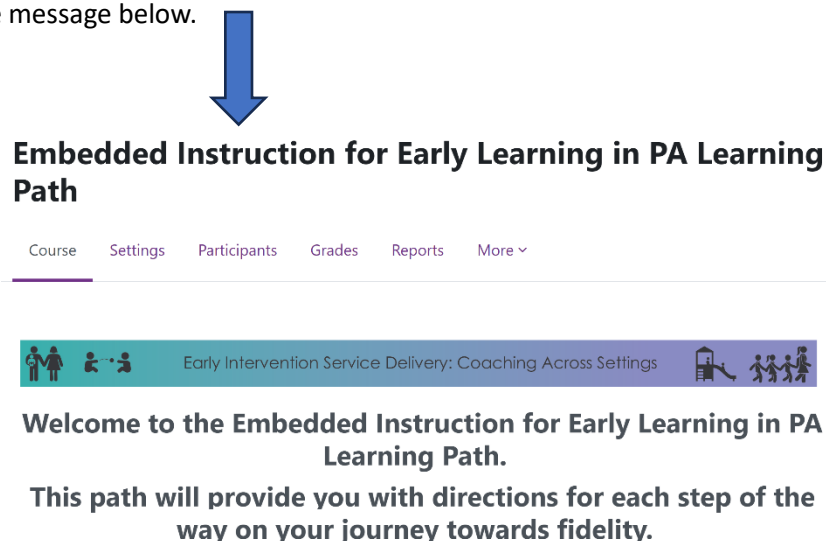 e message below.
Embedded Instruction for Early Learning in PA Learning
Path
Course Settings Participants Grades Reports More
Early Intervention Service Delivery: Coaching Across Settings
Welcome to the Embedded Instruction for Early Learning in PA
Learning Path.
This path will provide you with directions for each step of the
way on your journey towards fidelity.